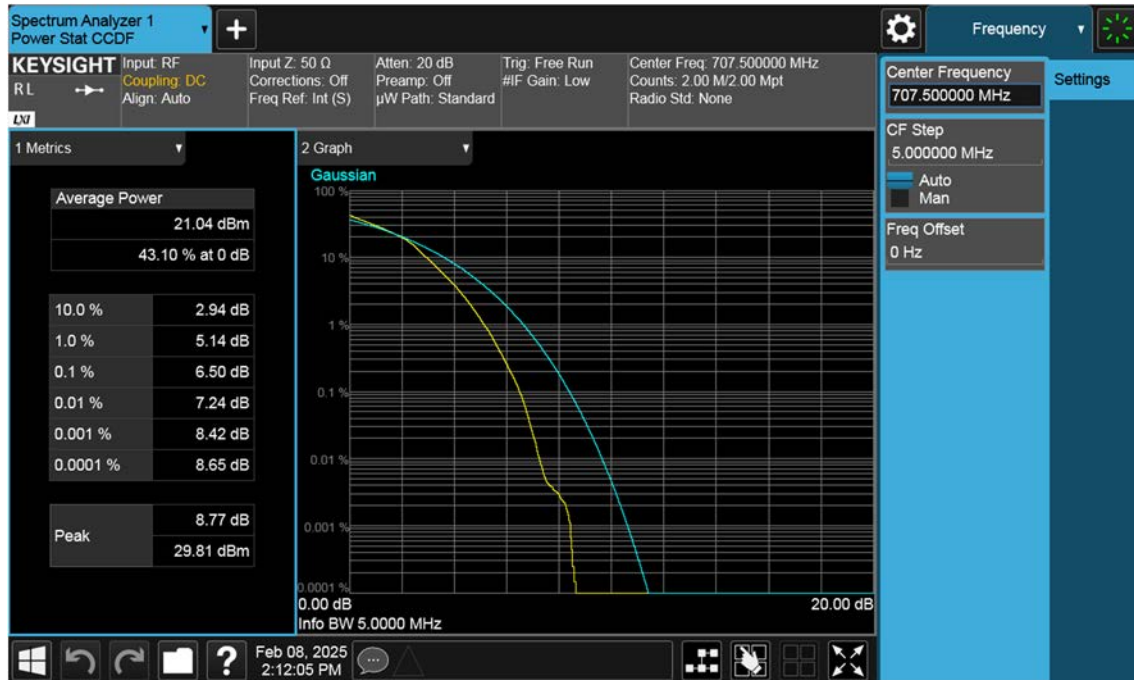 Spectrum Analyzer 1
Power Stat CCDF
Frequency
KEYSIGHT
RL
LXI
Input: RF
Coupling: DC
Align: Auto
Input Z: 50 Ω
Corrections: Off
Freq Ref: Int (S)
Atten: 20 dB
Preamp: Off
µW Path: Standard
Trig: Free Run
#IF Gain: Low
Center Freq: 707.500000 MHz
Counts: 2.00 M/2.00 Mpt
Radio Std: None
Center Frequency
707.500000 MHz
Settings
CF Step
5.000000 MHz
Auto
Man
Freq Offset
0 Hz
1 Metrics
Average Power
21.04 dBm
43.10 % at 0 dB
10.0 % 2.94 dB
1.0 % 5.14 dB
0.1 % 6.50 dB
0.01 % 7.24 dB
0.001 % 8.42 dB
0.0001 % 8.65 dB
Peak
8.77 dB
29.81 dBm
2 Graph
Gaussian
100 %
10 %
1 %
0.1 %
0.01 %
0.001 %
0.0001 %
0.00 dB 20.00 dB
Info BW 5.0000 MHz
?
Feb 08, 2025
2:12:05 PM